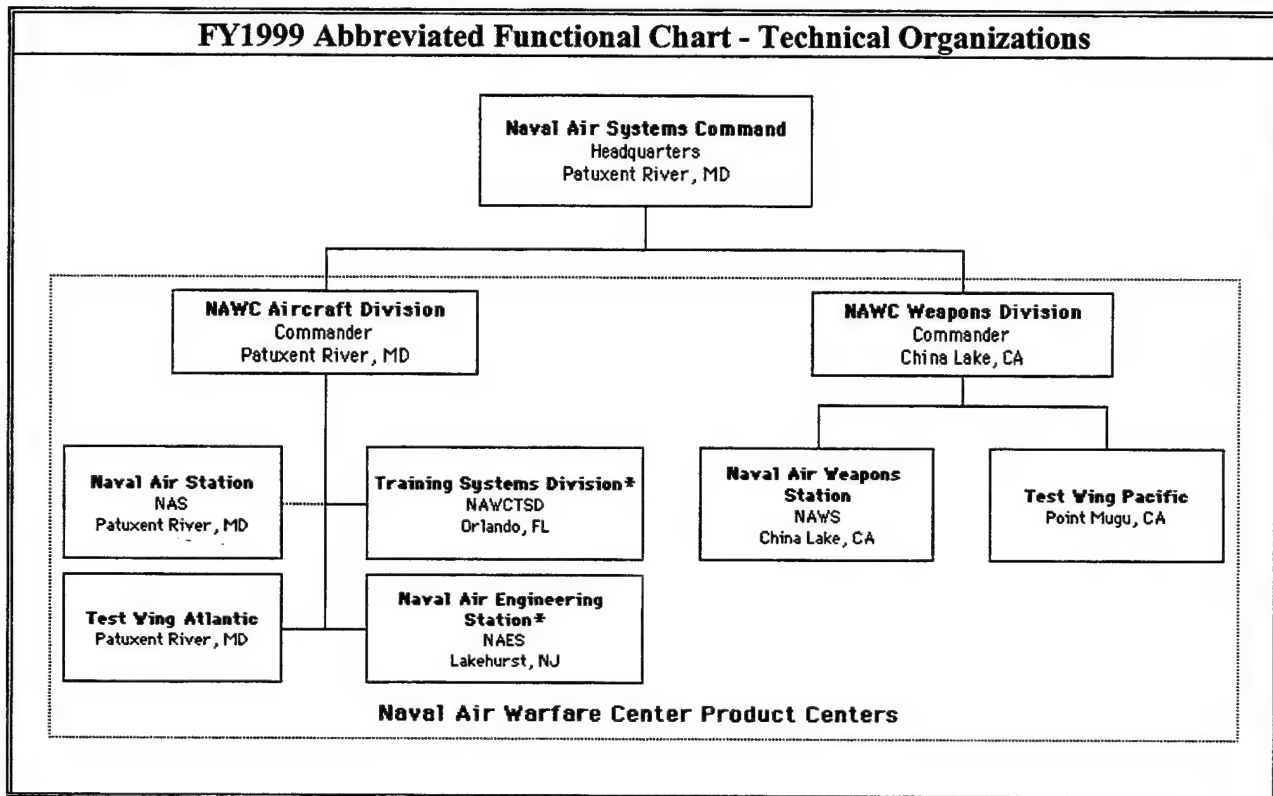 FY1999 Abbreviated Functional Chart - Technical Organizations
Naval Air Systems Command
Headquarters
Patuxent River, MD
NAWC Aircraft Division
Commander
Patuxent River, MD
NAWC Weapons Division
Commander
China Lake, CA
Naval Air Station
NAS
Patuxent River, MD
Training Systems Division*
NAWCTSD
Orlando, FL
Naval Air Weapons
Station
NAWS
China Lake, CA
Test Wing Pacific
Point Mugu, CA
Test Wing Atlantic
Patuxent River, MD
Naval Air Engineering
Station*
NAES
Lakehurst, NJ
Naval Air Warfare Center Product Centers